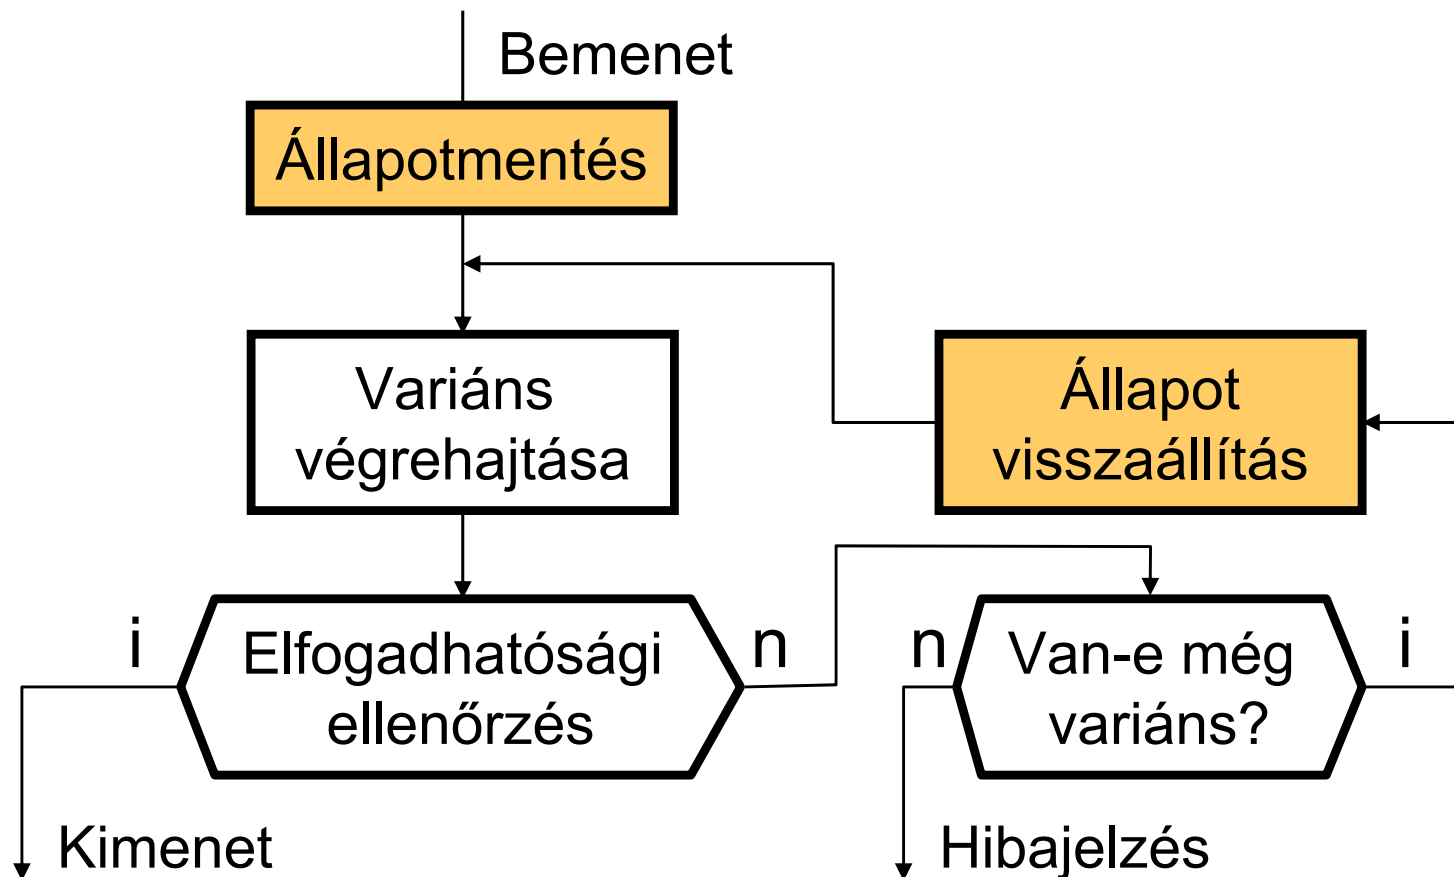 Bemenet
Állapotmentés
Variáns
végrehajtása
Állapot
visszaállítás
i
Elfogadhatósági
ellenőrzés
n
n
Van-e még
variáns?
i
Kimenet
Hibajelzés